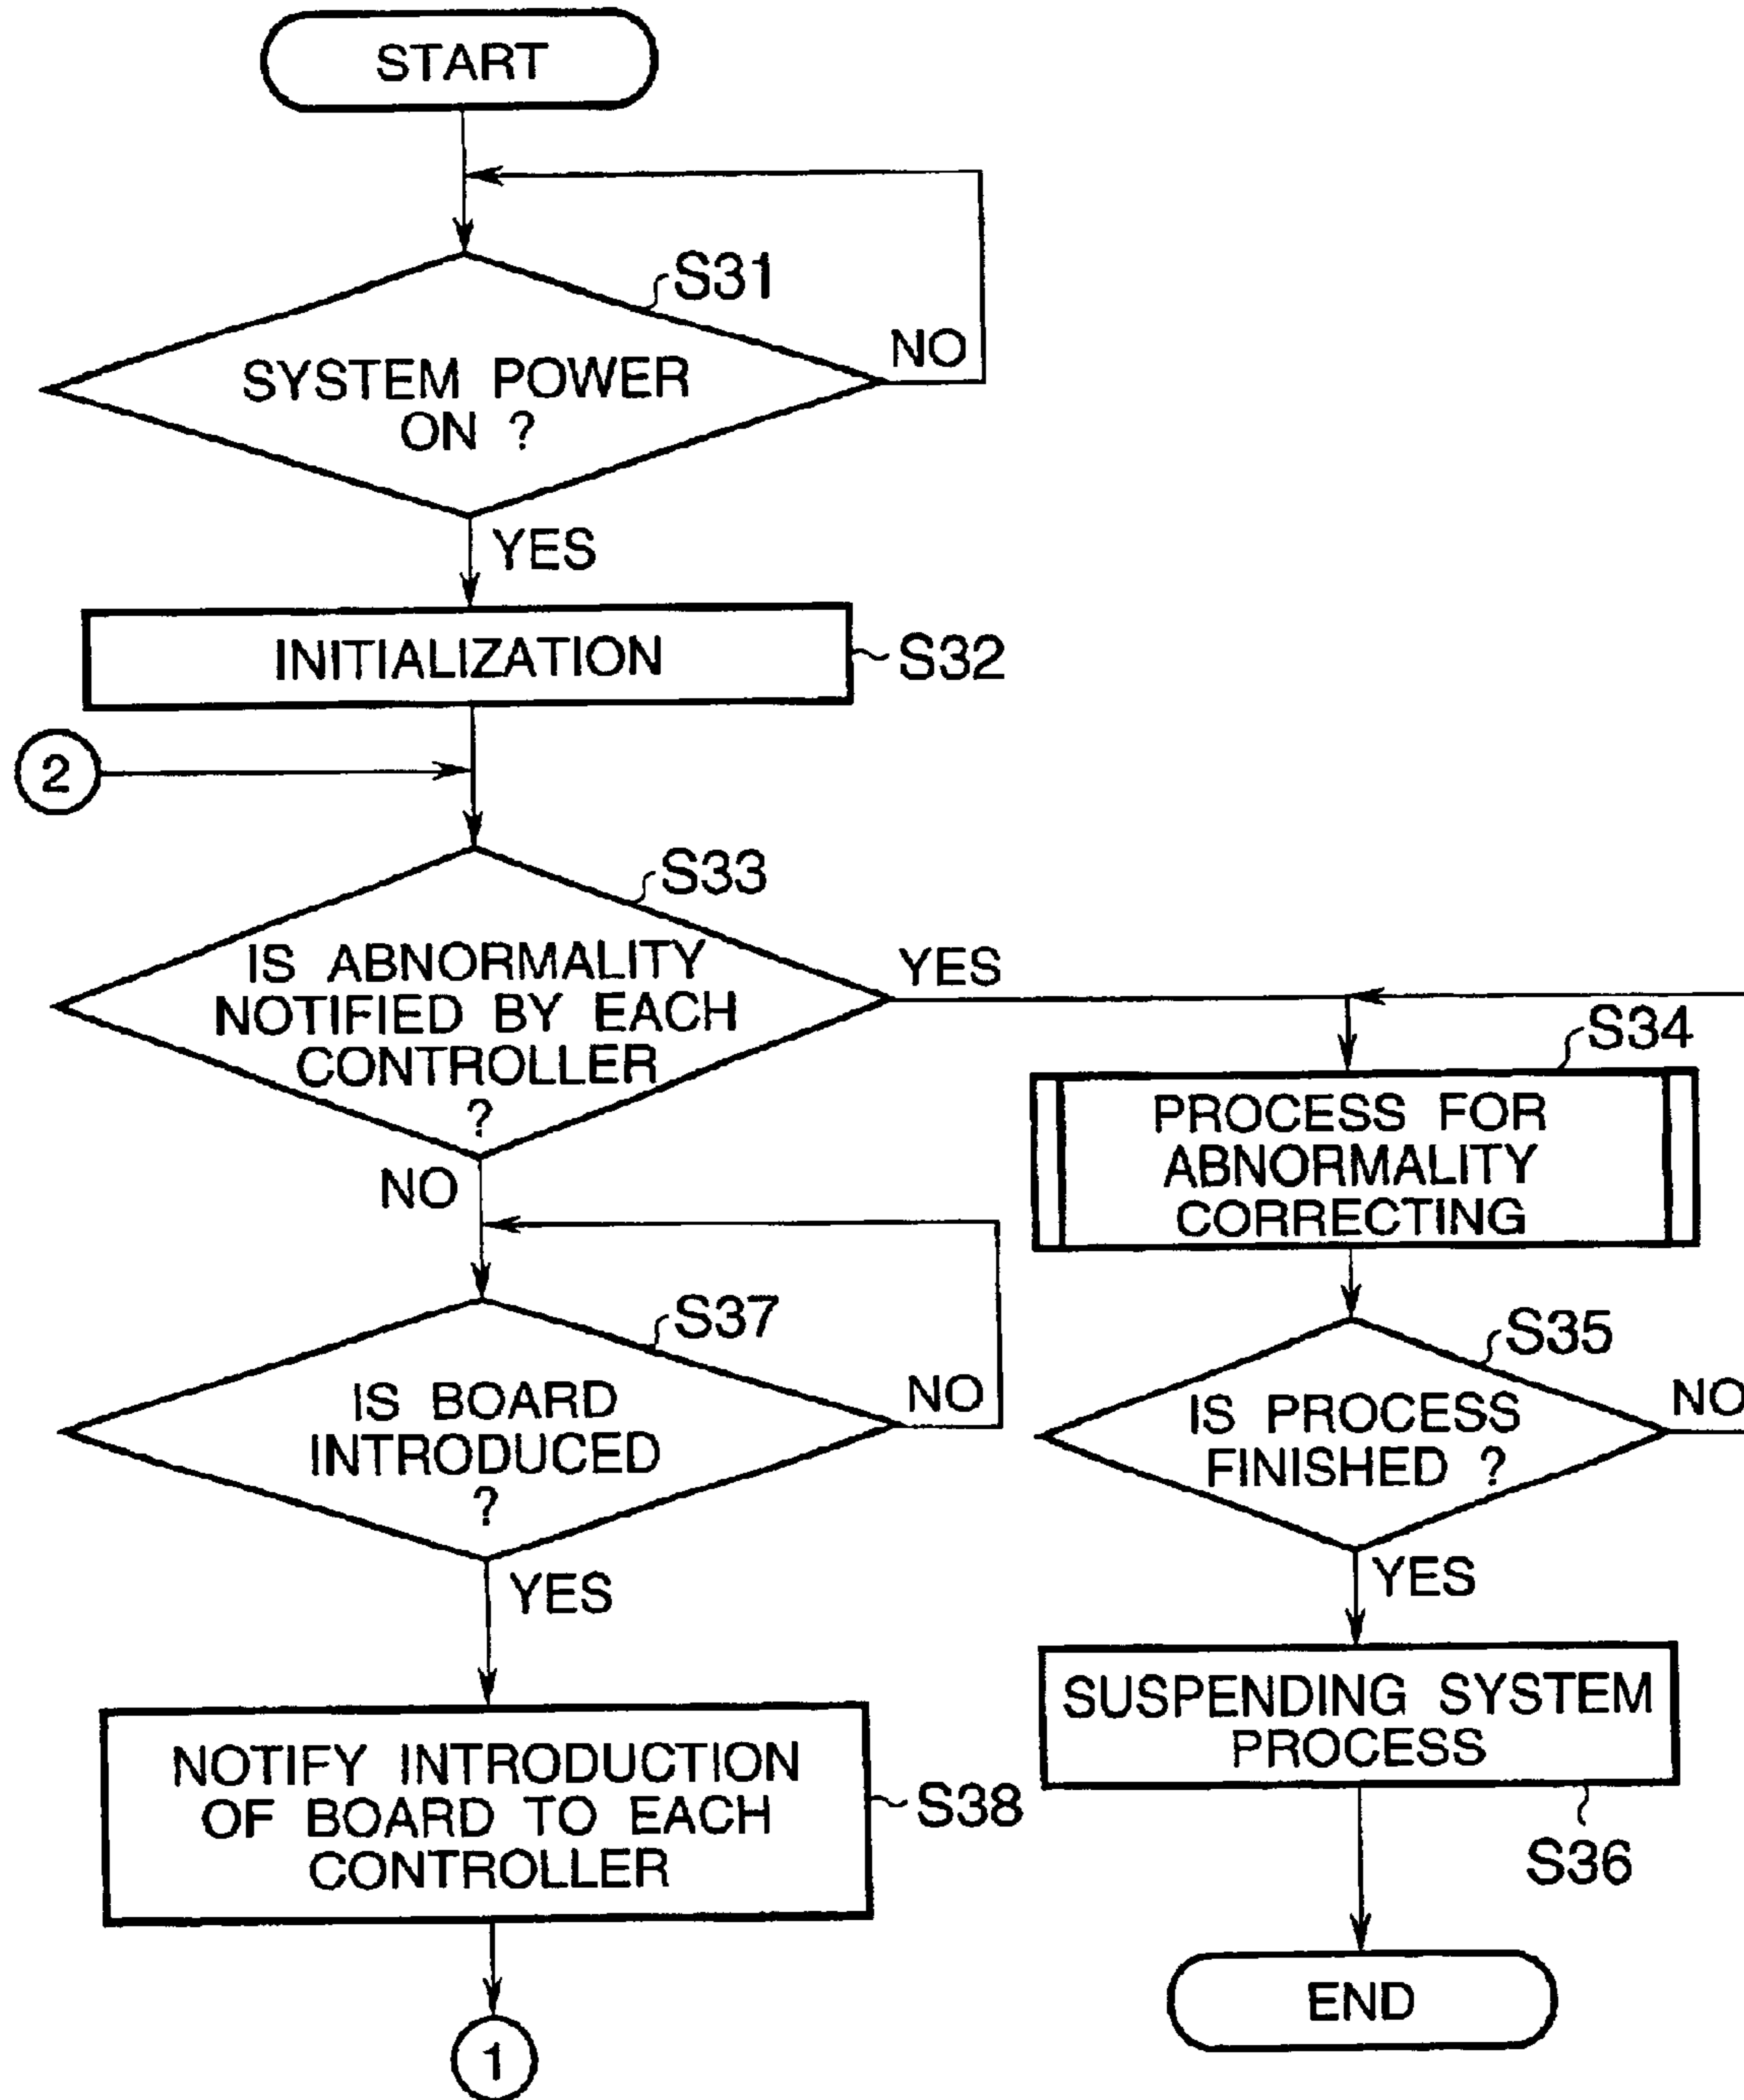 START
S31
SYSTEM POWER
ON ?
NO
YES
INITIALIZATION
S32
2
S33
IS ABNORMALITY
NOTIFIED BY EACH
CONTROLLER
?
YES
NO
S34
PROCESS FOR
ABNORMALITY
CORRECTING
S35
IS PROCESS
FINISHED ?
NO
YES
SUSPENDING SYSTEM
PROCESS
S36
END
S37
IS BOARD
INTRODUCED
?
NO
YES
NOTIFY INTRODUCTION
OF BOARD TO EACH
CONTROLLER
S38
1